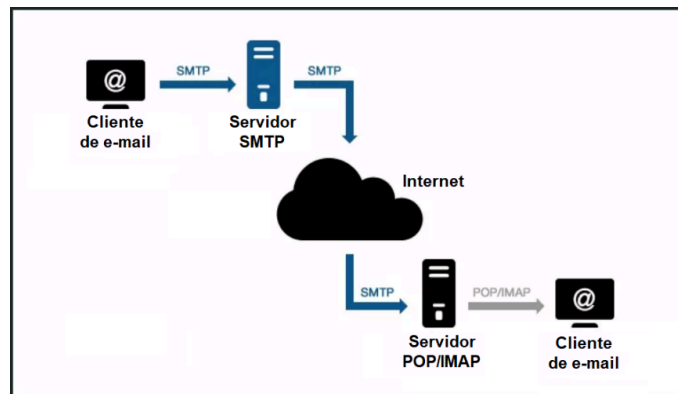 SMTP
SMTP
@
Cliente
de e-mail
Servidor
SMTP
Internet
SMTP
POP/IMAP
@
Servidor
POP/IMAP
Cliente
de e-mail